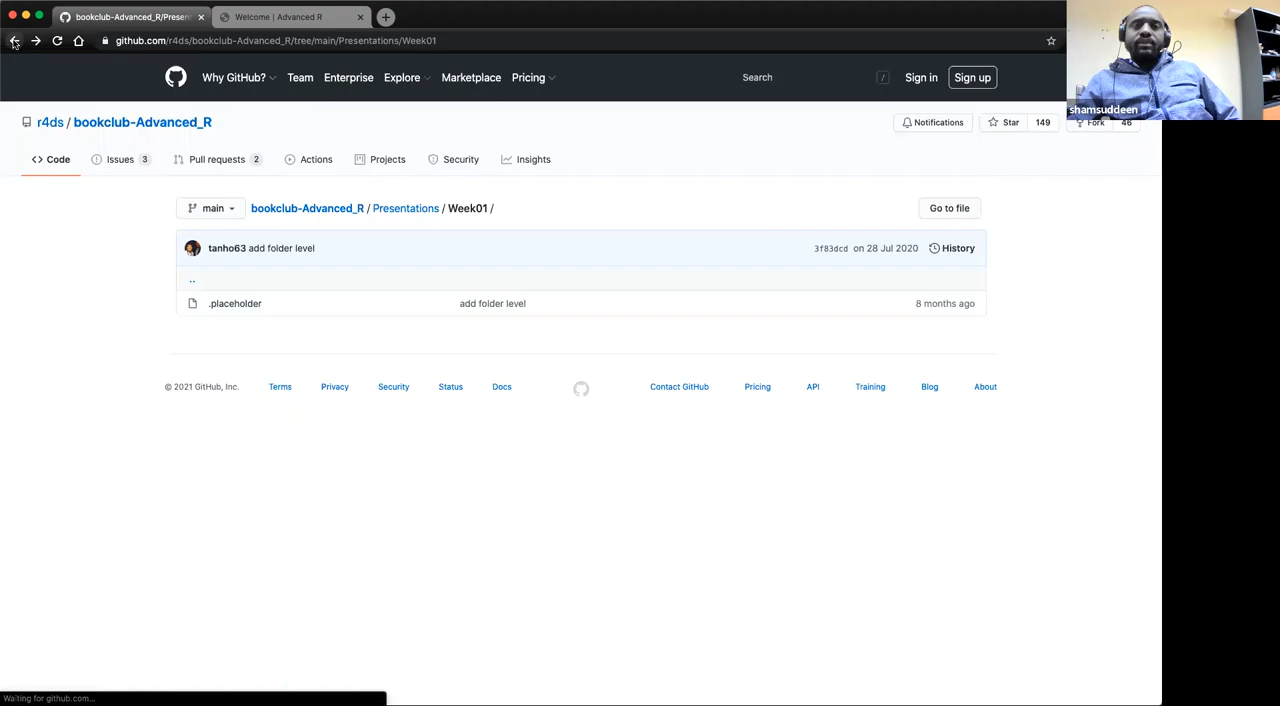 bookclub-Advanced_R/Present
Welcome | Advanced R
github.com/r4ds/bookclub-Advanced_R/tree/main/Presentations/Week01
Why GitHub? Team Enterprise Explore Marketplace Pricing Search / Sign in Sign up
shamsuddeen
r4ds / bookclub-Advanced_R Notifications Star 149 Fork 46
<> Code Issues 3 Pull requests 2 Actions Projects Security Insights
main bookclub-Advanced_R / Presentations / Week01 / Go to file
tanho63 add folder level 3f83dcd on 28 Jul 2020 History
..
.placeholder add folder level 8 months ago
© 2021 GitHub, Inc. Terms Privacy Security Status Docs Contact GitHub Pricing API Training Blog About
Waiting for github.com...